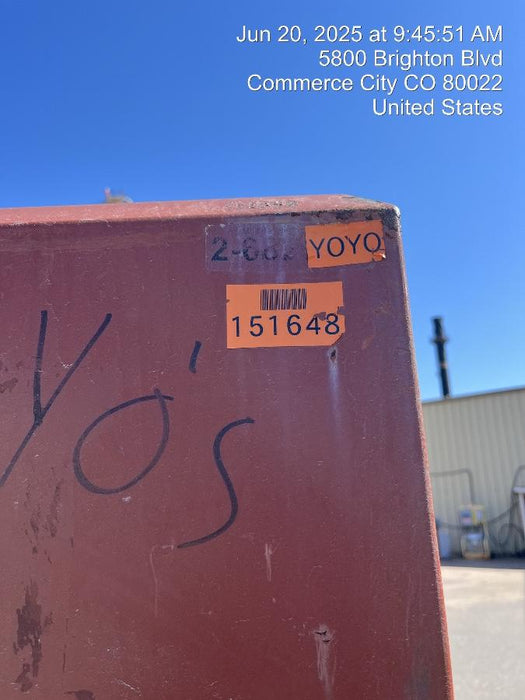 Jun 20, 2025 at 9:45:51 AM
5800 Brighton Blvd
Commerce City CO 80022
United States
YOYO
151648
Yo's